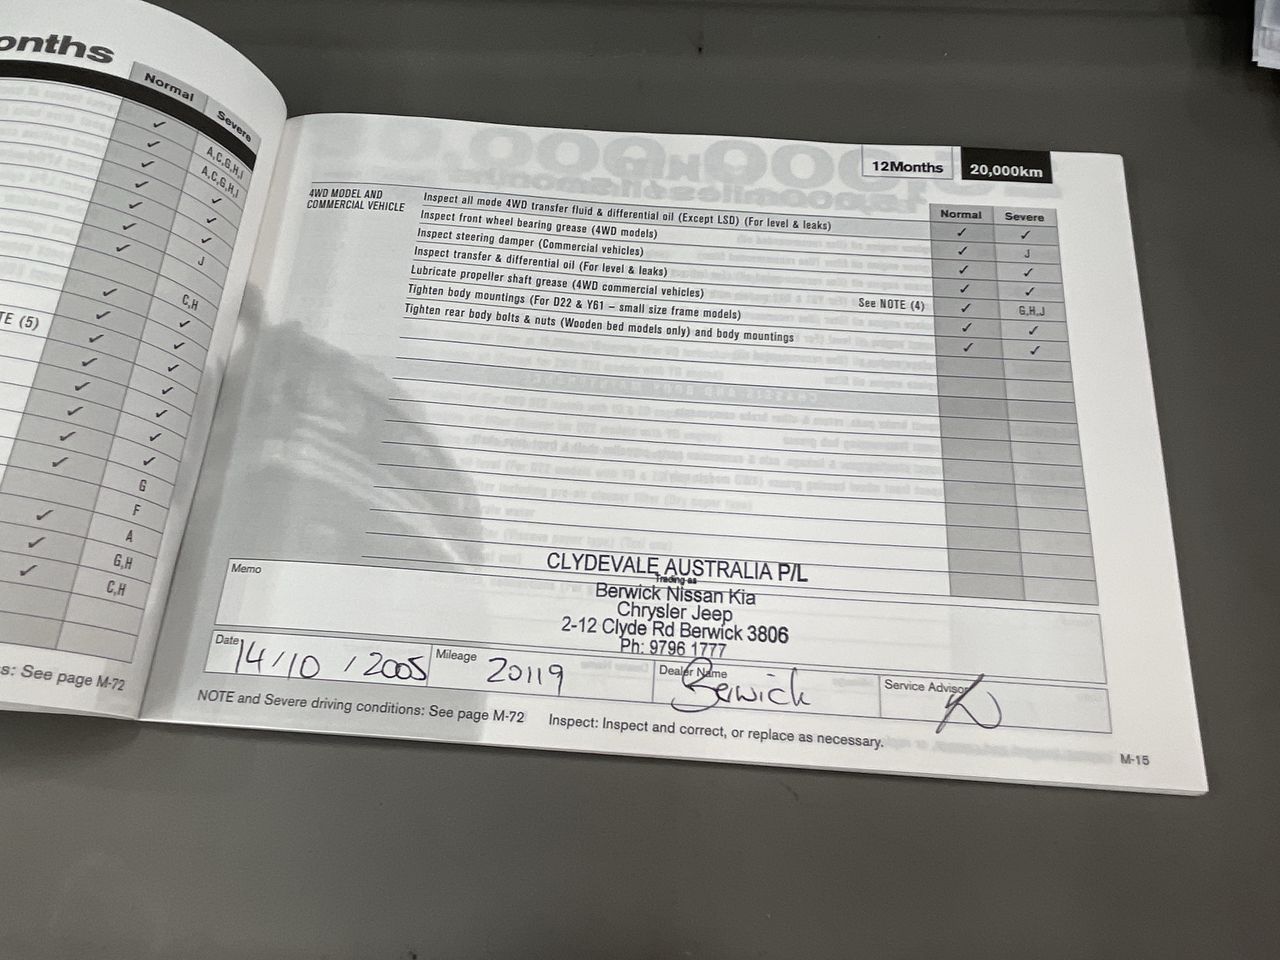 onths
Normal Severe
✓ A,C,G,H,I
✓ A,C,G,H,I
✓ ✓
✓ ✓
✓ ✓
✓ J
C,H
✓ ✓
TE (5) ✓ ✓
✓ ✓
✓ ✓
✓ ✓
✓ ✓
✓ ✓
✓ G
F
✓ A
✓ G,H
✓ C,H
s: See page M-72
12Months 20,000km
Normal Severe
4WD MODEL AND
COMMERCIAL VEHICLE
Inspect all mode 4WD transfer fluid & differential oil (Except LSD) (For level & leaks) ✓ ✓
Inspect front wheel bearing grease (4WD models) ✓ J
Inspect steering damper (Commercial vehicles) ✓ ✓
Inspect transfer & differential oil (For level & leaks) ✓ ✓
Lubricate propeller shaft grease (4WD commercial vehicles) See NOTE (4) ✓ G,H,J
Tighten body mountings (For D22 & Y61 – small size frame models) ✓ ✓
Tighten rear body bolts & nuts (Wooden bed models only) and body mountings ✓ ✓
Memo
CLYDEVALE AUSTRALIA P/L
Trading as
Berwick Nissan Kia
Chrysler Jeep
2-12 Clyde Rd Berwick 3806
Ph: 9796 1777
Date 14/10/2005 Mileage 20119 Dealer Name Berwick Service Advisor
NOTE and Severe driving conditions: See page M-72 Inspect: Inspect and correct, or replace as necessary.
M-15